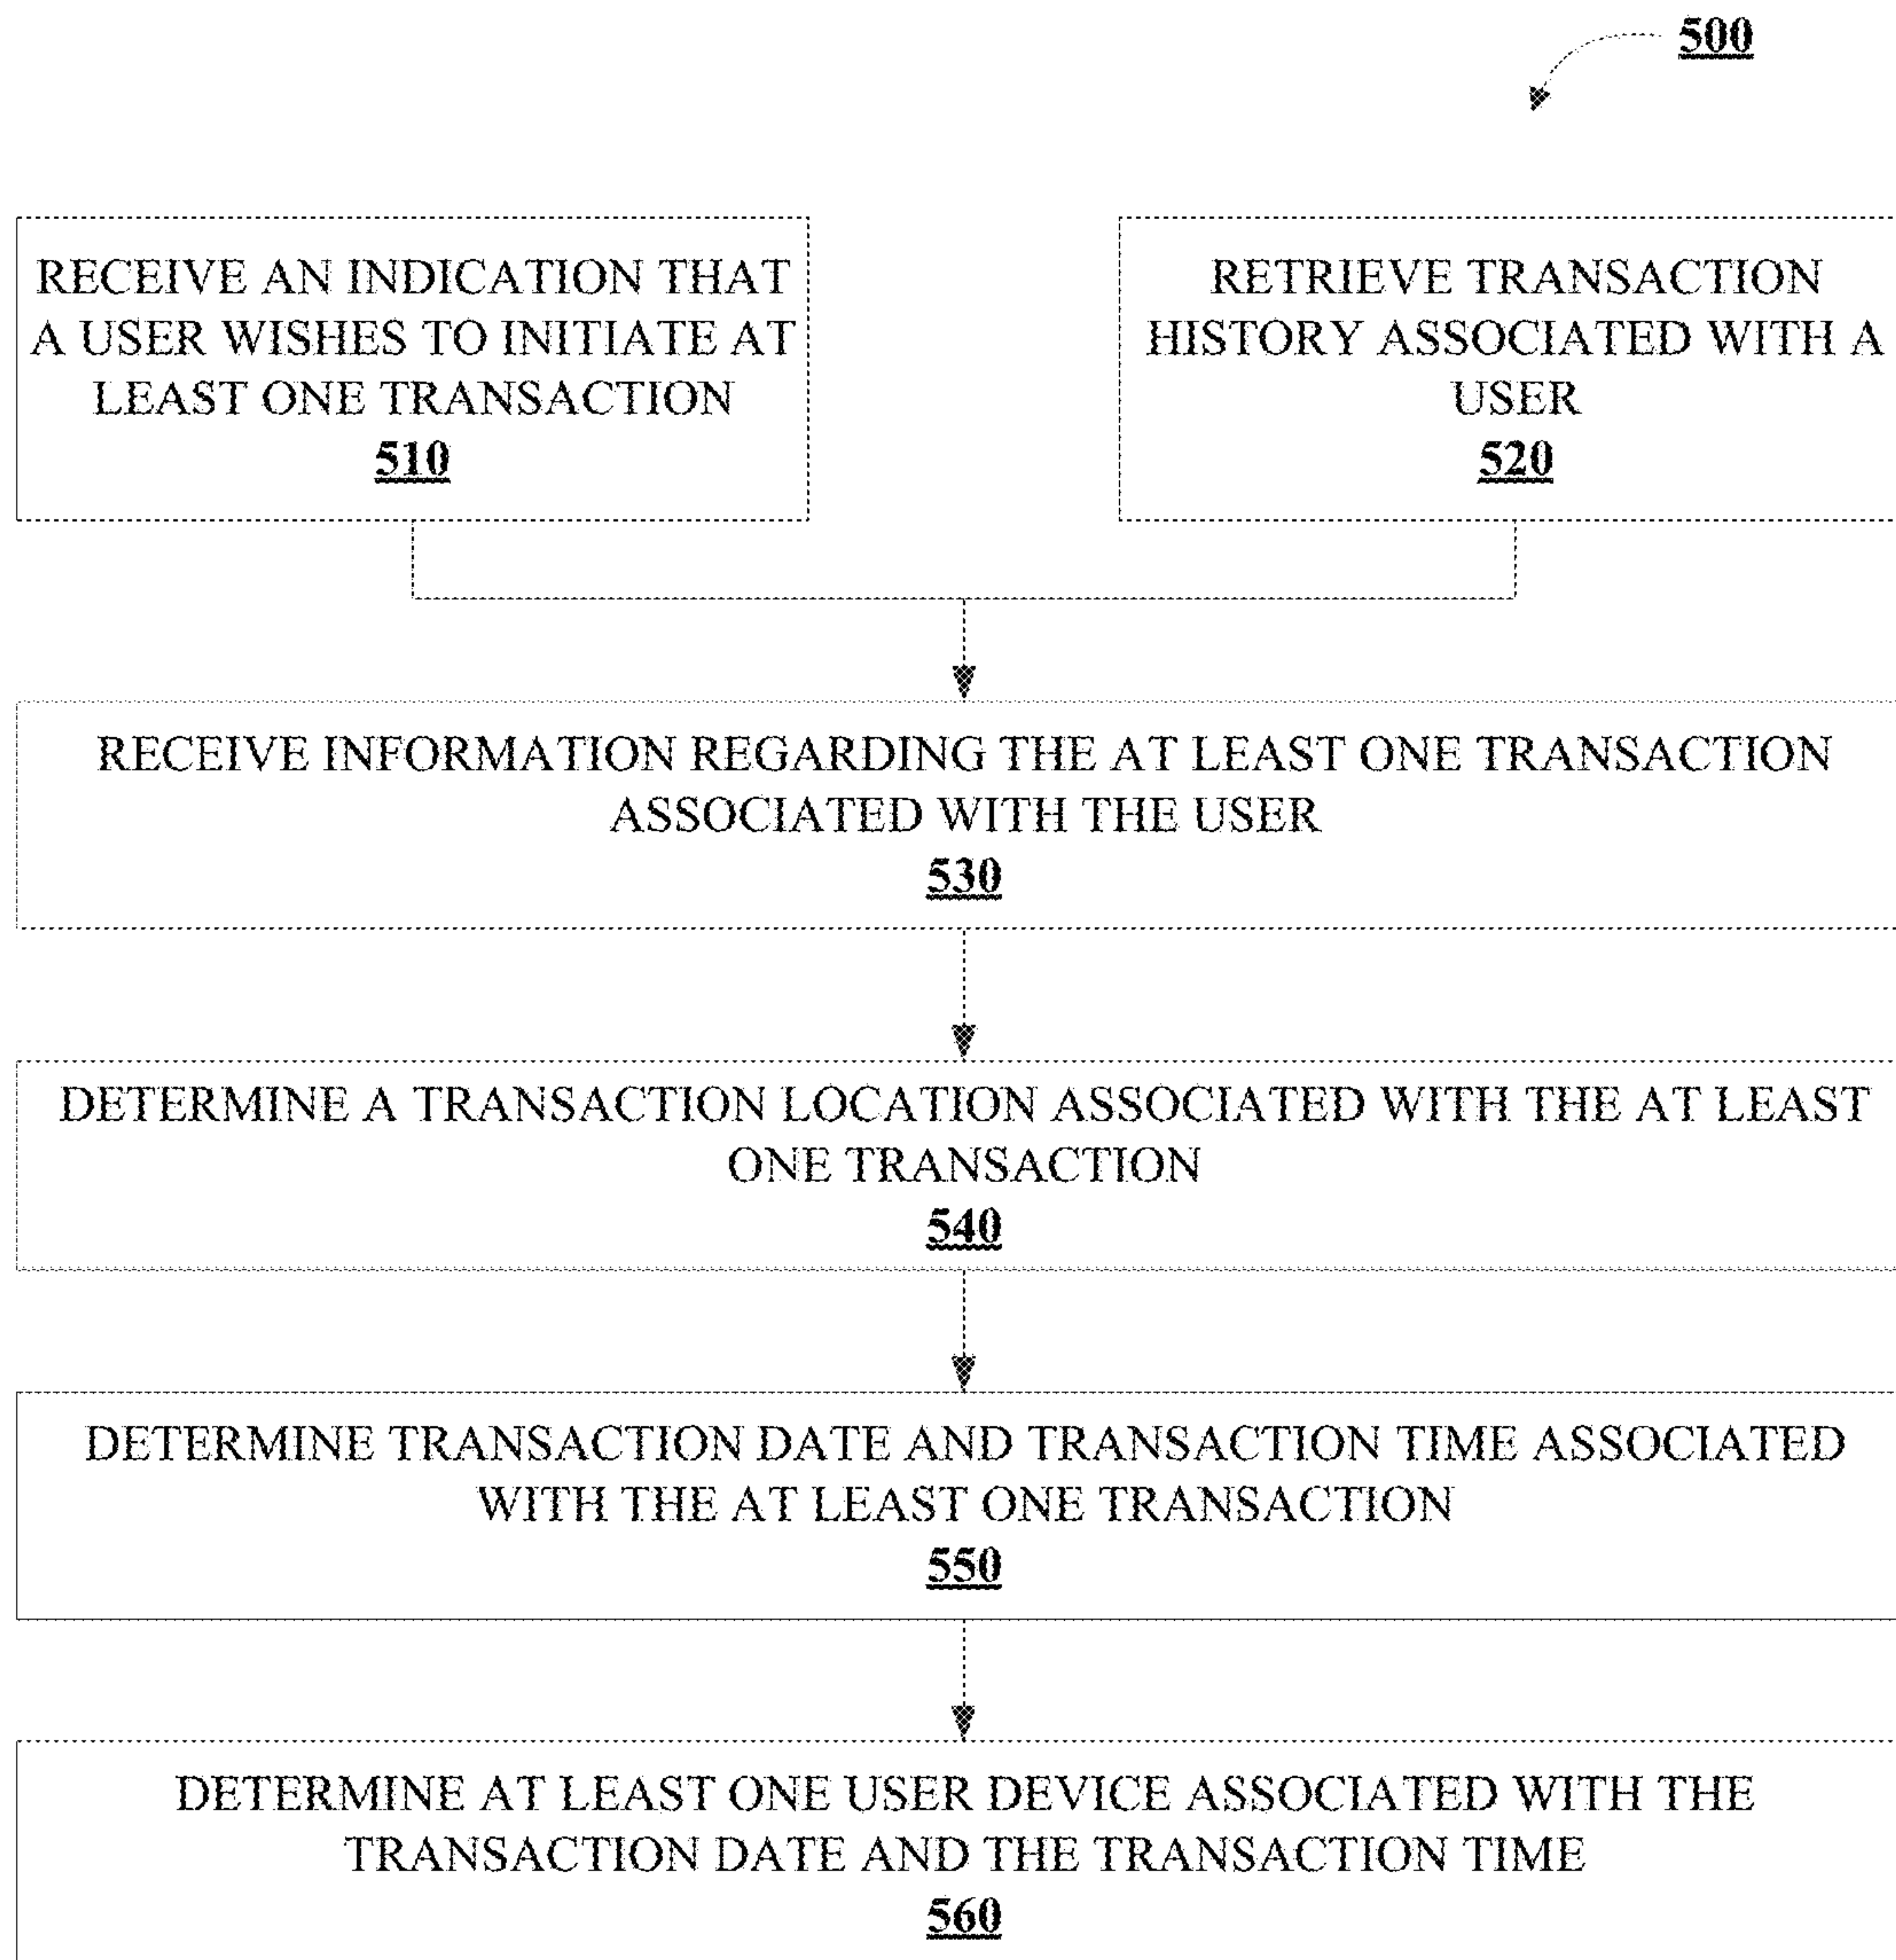 500
RECEIVE AN INDICATION THAT
A USER WISHES TO INITIATE AT
LEAST ONE TRANSACTION
510
RETRIEVE TRANSACTION
HISTORY ASSOCIATED WITH A
USER
520
RECEIVE INFORMATION REGARDING THE AT LEAST ONE TRANSACTION
ASSOCIATED WITH THE USER
530
DETERMINE A TRANSACTION LOCATION ASSOCIATED WITH THE AT LEAST
ONE TRANSACTION
540
DETERMINE TRANSACTION DATE AND TRANSACTION TIME ASSOCIATED
WITH THE AT LEAST ONE TRANSACTION
550
DETERMINE AT LEAST ONE USER DEVICE ASSOCIATED WITH THE
TRANSACTION DATE AND THE TRANSACTION TIME
560